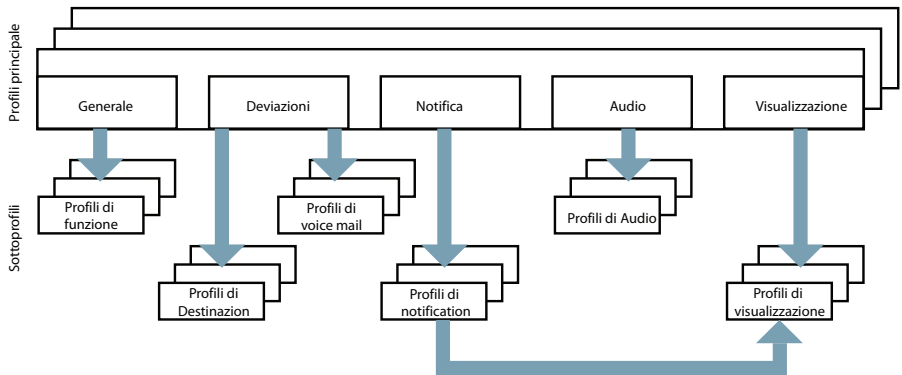 Profili principale
Generale
Deviazioni
Notifica
Audio
Visualizzazione
Sottoprofili
Profili di
funzione
Profili di
voice mail
Profili di Audio
Profili di
Destinazion
Profili di
notification
Profili di
visualizzazione